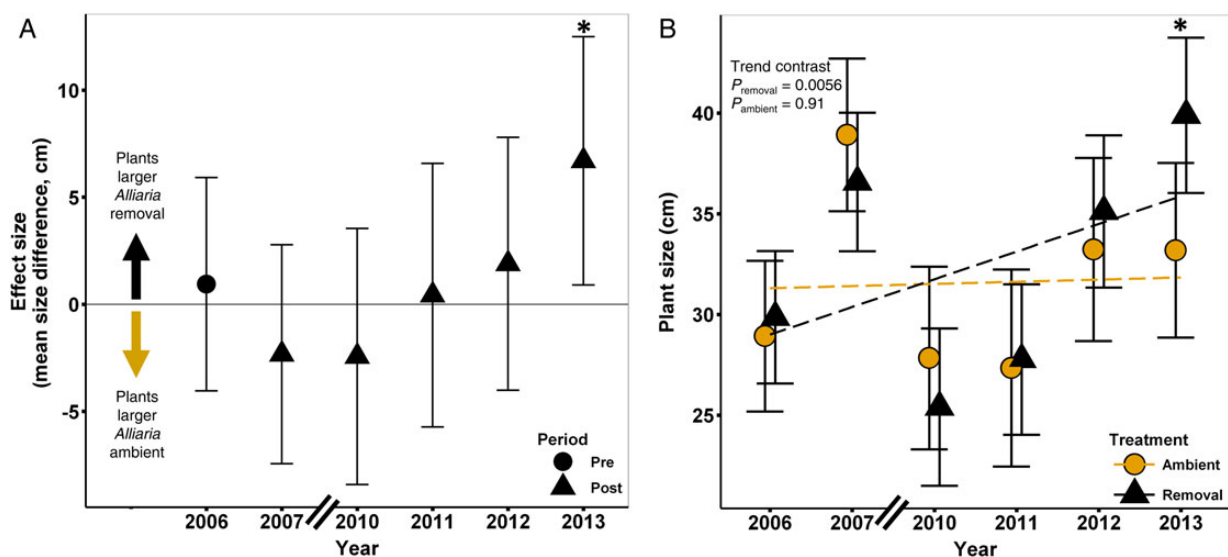 A
*
10
5
0
-5
Effect size
(mean size difference, cm)
Plants
larger
Alliaria
removal
Plants
larger
Alliaria
ambient
Period
Pre
Post
2006
2007
2010
2011
2012
2013
Year
B
*
Trend contrast
Premoval = 0.0056
Pambient = 0.91
40
35
30
25
Plant size (cm)
Treatment
Ambient
Removal
2006
2007
2010
2011
2012
2013
Year